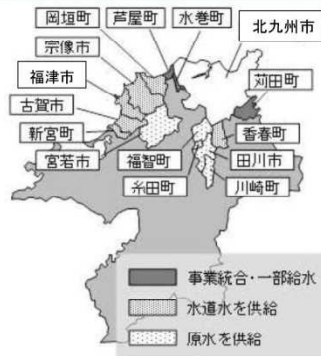 岡垣町 芦屋町 水巻町 北九州市
宗像市
福津市 苅田町
古賀市
新宮町 香春町
宮若市 福智町 田川市
糸田町 川崎町
事業統合・一部給水
水道水を供給
原水を供給